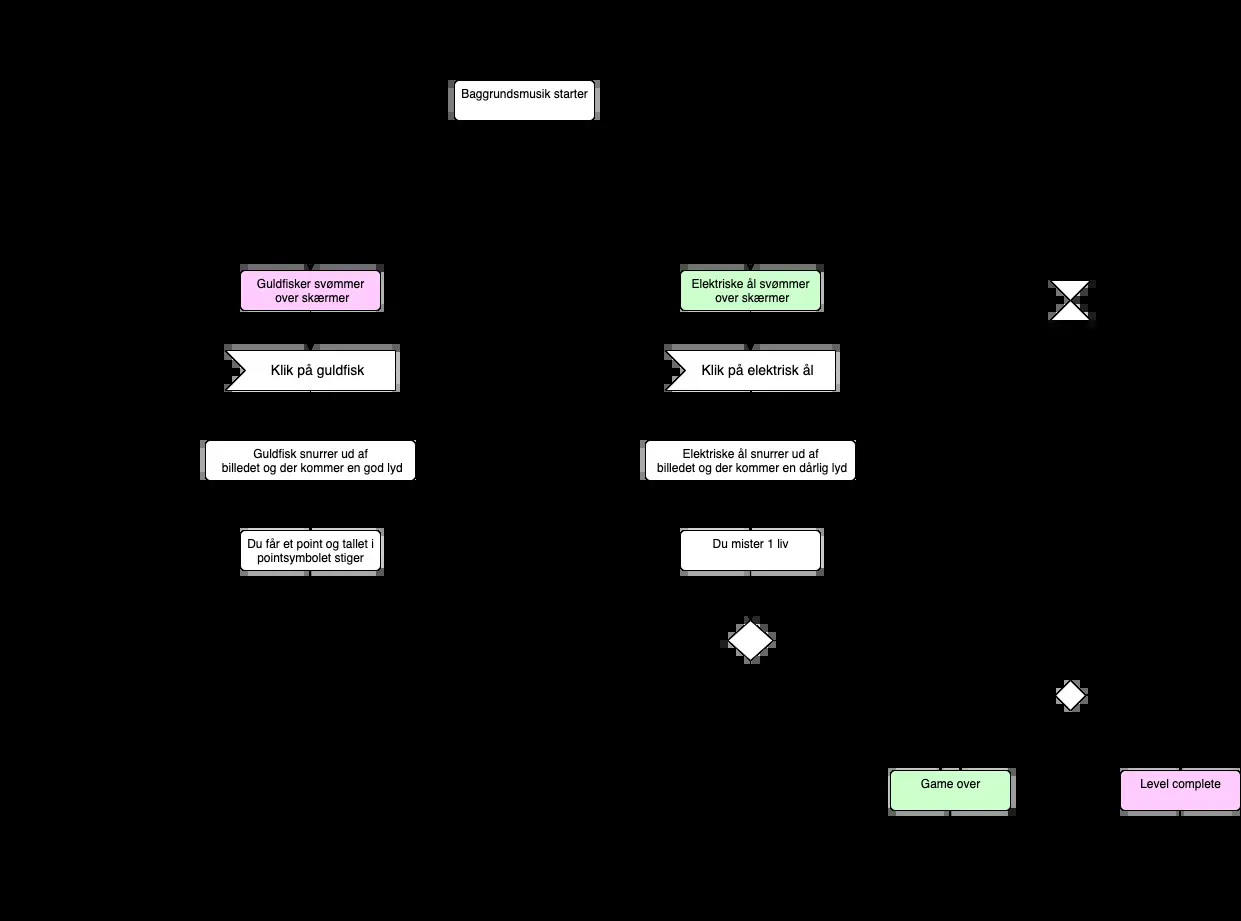 Baggrundsmusik starter
Guldfisker svømmer
over skærmer
Elektriske ål svømmer
over skærmer
Klik på guldfisk
Klik på elektrisk ål
Guldfisk snurrer ud af
billedet og der kommer en god lyd
Elektriske ål snurrer ud af
billedet og der kommer en dårlig lyd
Du får et point og tallet i
pointsymbolet stiger
Du mister 1 liv
Game over
Level complete